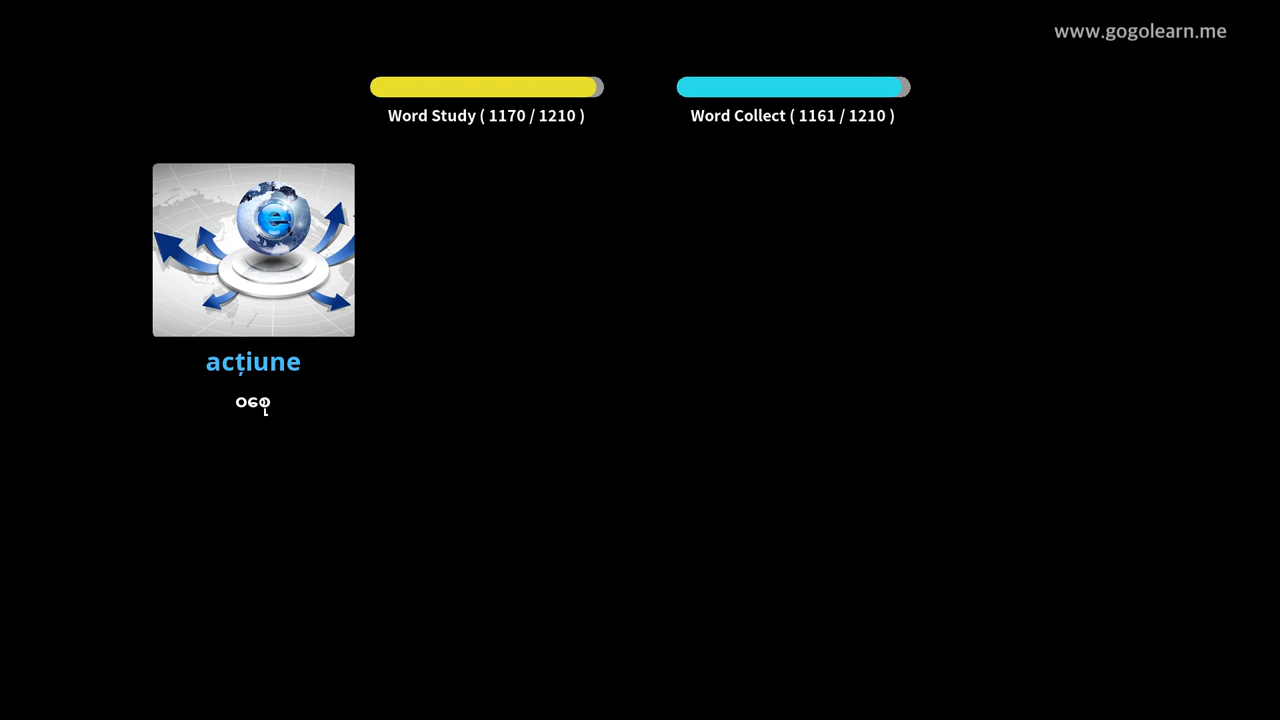 www.gogolearn.me
Word Study ( 1170 / 1210 )
Word Collect ( 1161 / 1210 )
e
acțiune
ဝေစု